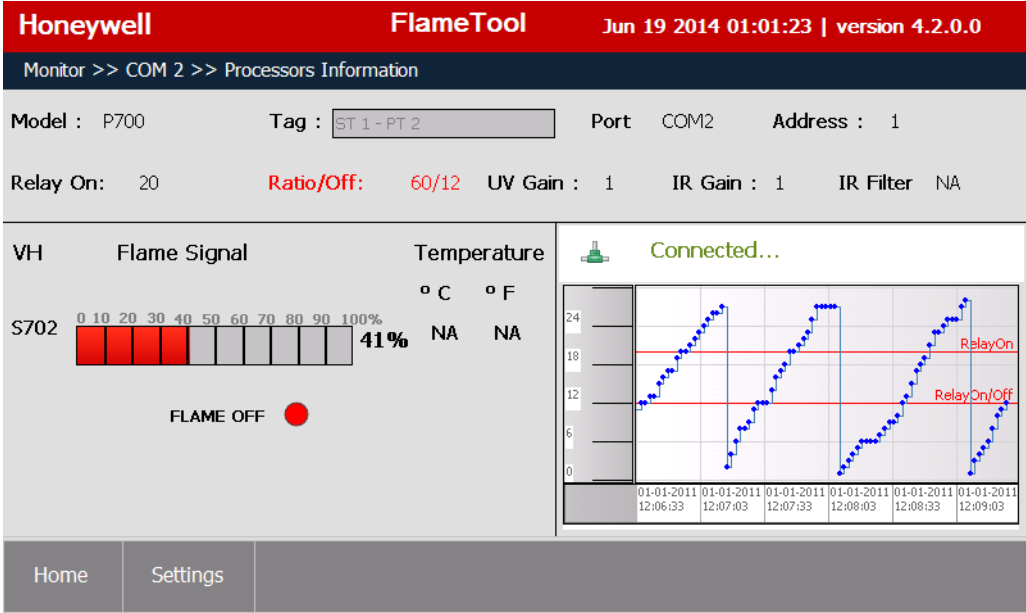 Honeywell FlameTool Jun 19 2014 01:01:23 | version 4.2.0.0
Monitor >> COM 2 >> Processors Information
Model : P700 Tag : ST 1 - PT 2 Port COM2 Address : 1
Relay On: 20 Ratio/Off: 60/12 UV Gain : 1 IR Gain : 1 IR Filter NA
VH Flame Signal Temperature
º C º F
S702 0 10 20 30 40 50 60 70 80 90 100% 41% NA NA
FLAME OFF
Connected...
24
18
12
6
0
RelayOn
RelayOn/Off
01-01-2011 01-01-2011 01-01-2011 01-01-2011 01-01-2011 01-01-2011
12:06:33 12:07:03 12:07:33 12:08:03 12:08:33 12:09:03
Home Settings